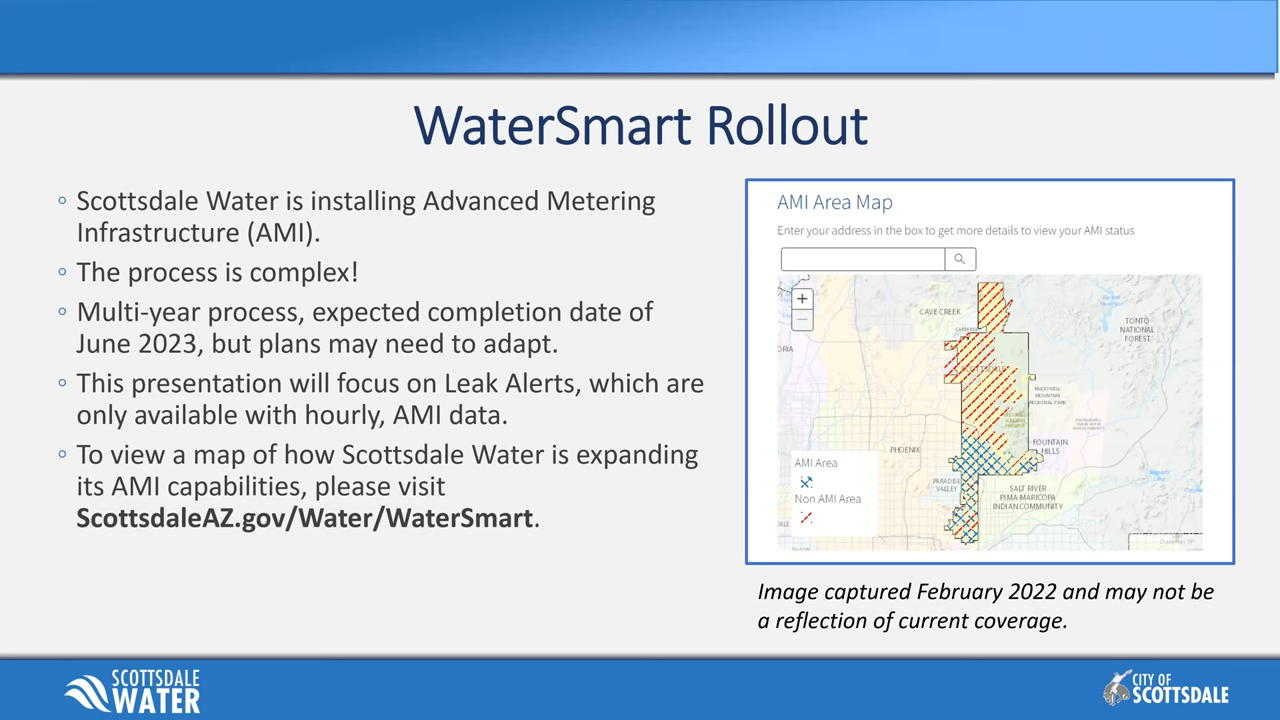 WaterSmart Rollout
◦ Scottsdale Water is installing Advanced Metering
Infrastructure (AMI).
◦ The process is complex!
◦ Multi-year process, expected completion date of
June 2023, but plans may need to adapt.
◦ This presentation will focus on Leak Alerts, which are
only available with hourly, AMI data.
◦ To view a map of how Scottsdale Water is expanding
its AMI capabilities, please visit
ScottsdaleAZ.gov/Water/WaterSmart.
AMI Area Map
Enter your address in the box to get more details to view your AMI status
+
−
CAVE CREEK
TONTO
NATIONAL
FOREST
ORIA
SCOTTSDALE
MCDOWELL
MOUNTAIN
REGIONAL PARK
FOUNTAIN
HILLS
PHOENIX
PARADISE
VALLEY
SALT RIVER
PIMA-MARICOPA
INDIAN COMMUNITY
AMI Area
Non AMI Area
DALE
Image captured February 2022 and may not be
a reflection of current coverage.
SCOTTSDALE
WATER
CITY OF
SCOTTSDALE